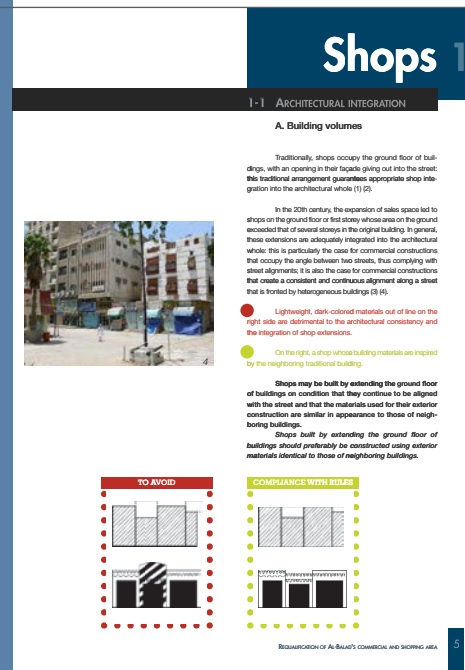 Shops
1
1-1 Architectural integration
A. Building volumes
Traditionally, shops occupy the ground floor of buil-
dings, with an opening in their façade giving out into the street:
this traditional arrangement guarantees appropriate shop inte-
gration into the architectural whole (1) (2).
In the 20th century, the expansion of sales space led to
shops on the ground floor or first storey whose area on the ground
exceeded that of several storeys in the original building. In general,
these extensions are adequately integrated into the architectural
whole: this is particularly the case for commercial constructions
that occupy the angle between two streets, thus complying with
street alignments; it is also the case for commercial constructions
that create a consistent and continuous alignment along a street
that is fronted by heterogeneous buildings (3) (4).
4
Lightweight, dark-colored materials out of line on the
right side are detrimental to the architectural consistency and
the integration of shop extensions.
On the right, a shop whose building materials are inspired
by the neighboring traditional building.
Shops may be built by extending the ground floor
of buildings on condition that they continue to be aligned
with the street and that the materials used for their exterior
construction are similar in appearance to those of neigh-
boring buildings.
Shops built by extending the ground floor of
buildings should preferably be constructed using exterior
materials identical to those of neighboring buildings.
TO AVOID
COMPLIANCE WITH RULES
Requalification of Al-Balad's commercial and shopping area
5